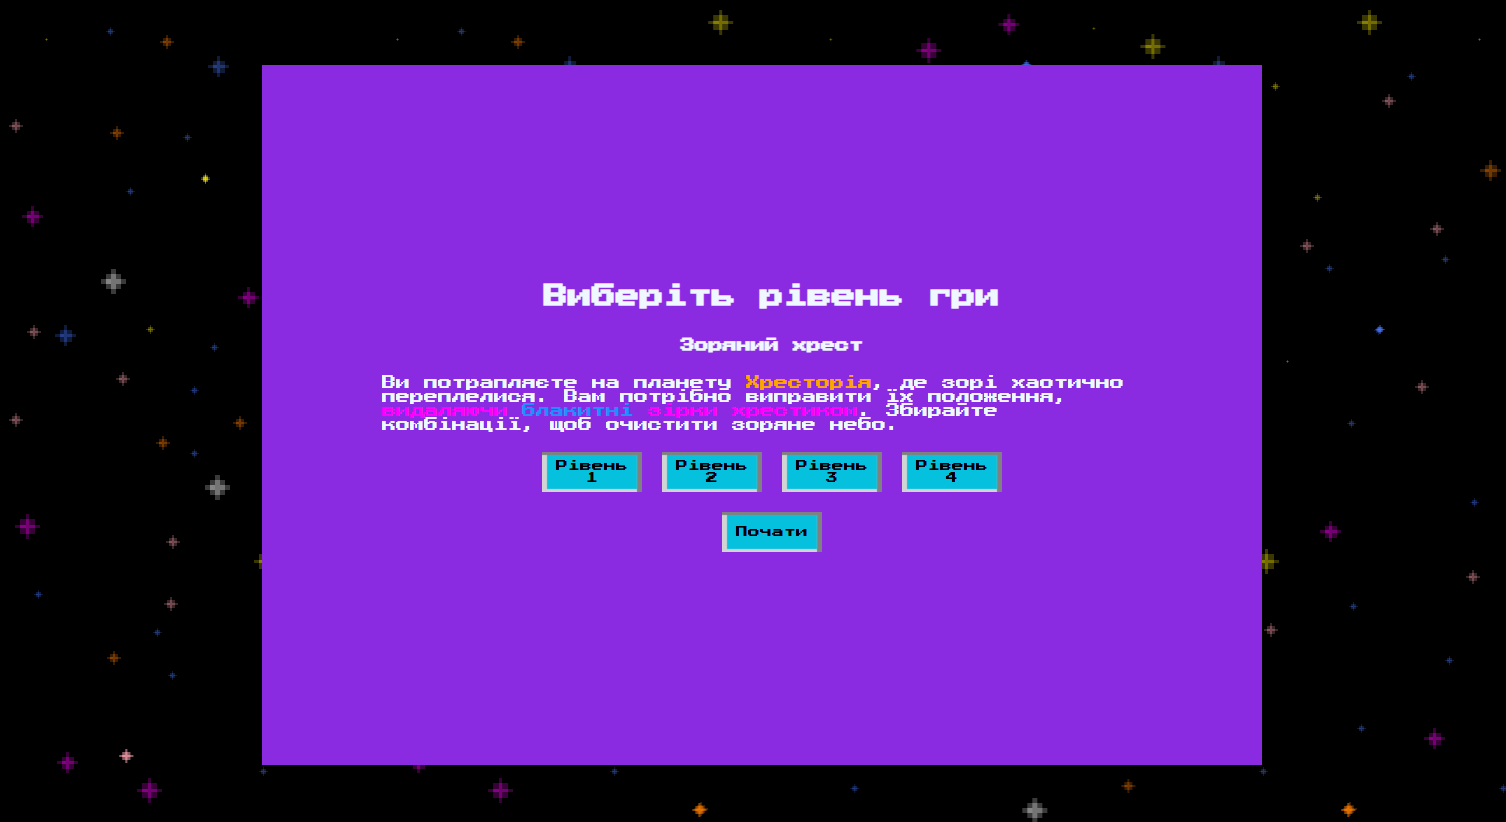 Виберіть рівень гри
Зоряний хрест
Ви потрапляєте на планету Хресторія, де зорі хаотично
переплелися. Вам потрібно виправити їх положення,
видаляючи блакитні зірки хрестиком. Збирайте
комбінації, щоб очистити зоряне небо.
Рівень
1
Рівень
2
Рівень
3
Рівень
4
Почати